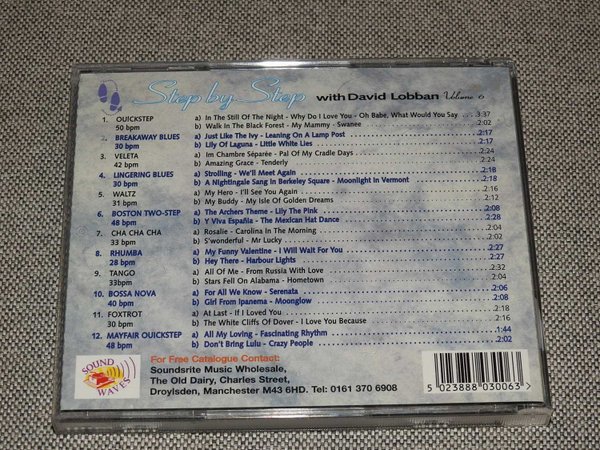 Step by Step with David Lobban Volume 6
1. QUICKSTEP a) In The Still Of The Night - Why Do I Love You - Oh Babe, What Would You Say 3:37
50 bpm b) Walk In The Black Forest - My Mammy - Swanee 2:02
2. BREAKAWAY BLUES a) Just Like The Ivy - Leaning On A Lamp Post 2:17
30 bpm b) Lily Of Laguna - Little White Lies 2:17
3. VELETA a) Im Chambre Séparée - Pal Of My Cradle Days 2:24
42 bpm b) Amazing Grace - Tenderly 2:24
4. LINGERING BLUES a) Strolling - We'll Meet Again 2:18
30 bpm b) A Nightingale Sang In Berkeley Square - Moonlight In Vermont 2:18
5. WALTZ a) My Hero - I'll See You Again 2:16
31 bpm b) My Buddy - My Isle Of Golden Dreams 2:12
6. BOSTON TWO-STEP a) The Archers Theme - Lily The Pink 2:08
48 bpm b) Y Viva España - The Mexican Hat Dance 2:28
7. CHA CHA CHA a) Rosalie - Carolina In The Morning 2:04
33 bpm b) S'wonderful - Mr Lucky 2:04
8. RHUMBA a) My Funny Valentine - I Will Wait For You 2:27
28 bpm b) Hey There - Harbour Lights 2:27
9. TANGO a) All Of Me - From Russia With Love 2:04
33bpm b) Stars Fell On Alabama - Hometown 2:04
10. BOSSA NOVA a) For All We Know - Serenata 2:06
40 bpm b) Girl From Ipanema - Moonglow 2:08
11. FOXTROT a) At Last - If I Loved You 2:18
30 bpm b) The White Cliffs Of Dover - I Love You Because 2:16
12. MAYFAIR QUICKSTEP a) All My Loving - Fascinating Rhythm 1:44
48 bpm b) Don't Bring Lulu - Crazy People 2:02
SOUND WAVES
For Free Catalogue Contact:
Soundsrite Music Wholesale,
The Old Dairy, Charles Street,
Droylsden, Manchester M43 6HD. Tel: 0161 370 6908
5 023888 030063 >